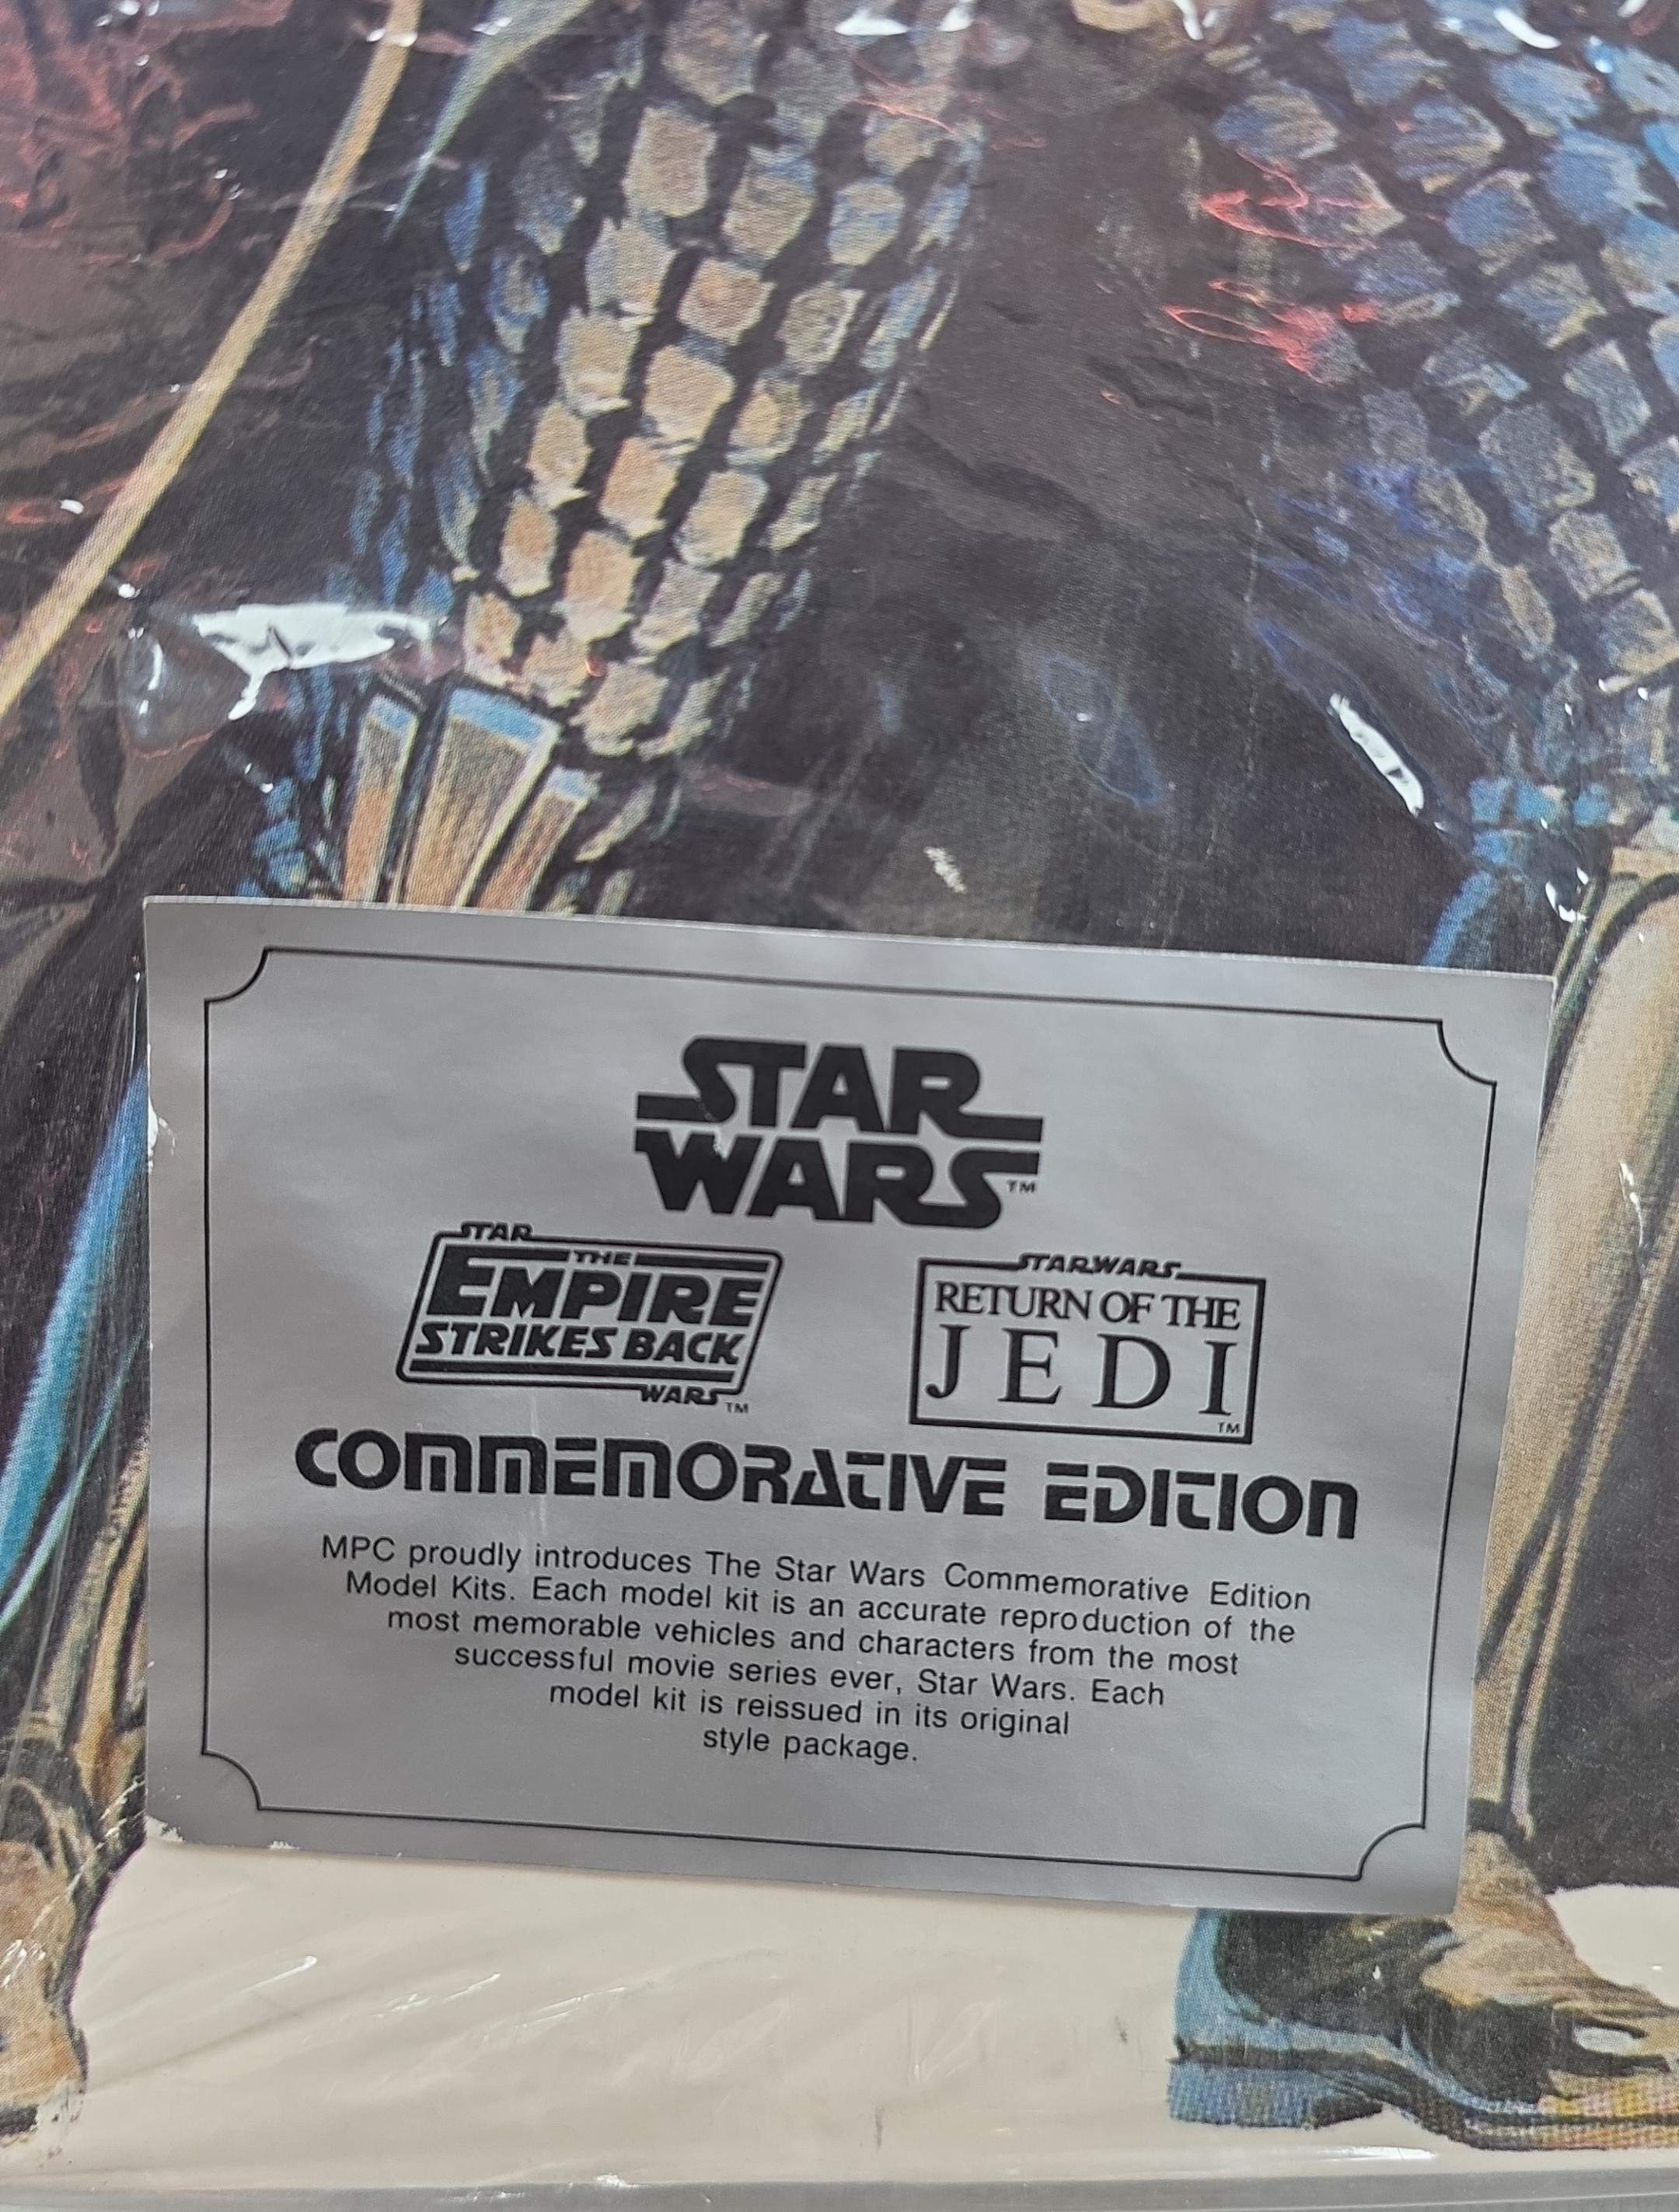 STAR
WARS™
STAR
THE
EMPIRE
STRIKES BACK
WARS™
STAR WARS
RETURN OF THE
JEDI™
COMMEMORATIVE EDITION
MPC proudly introduces The Star Wars Commemorative Edition
Model Kits. Each model kit is an accurate reproduction of the
most memorable vehicles and characters from the most
successful movie series ever, Star Wars. Each
model kit is reissued in its original
style package.